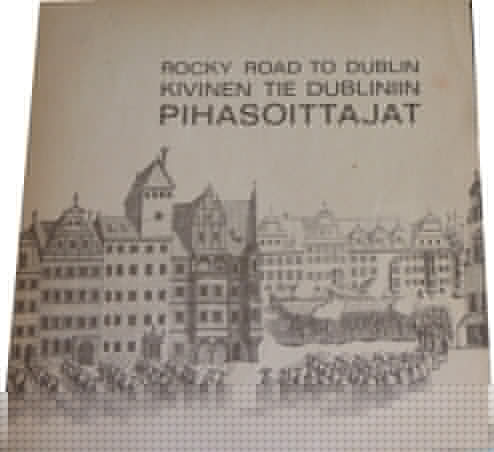 ROCKY ROAD TO DUBLIN
KIVINEN TIE DUBLINIIN
PIHASOITTAJAT